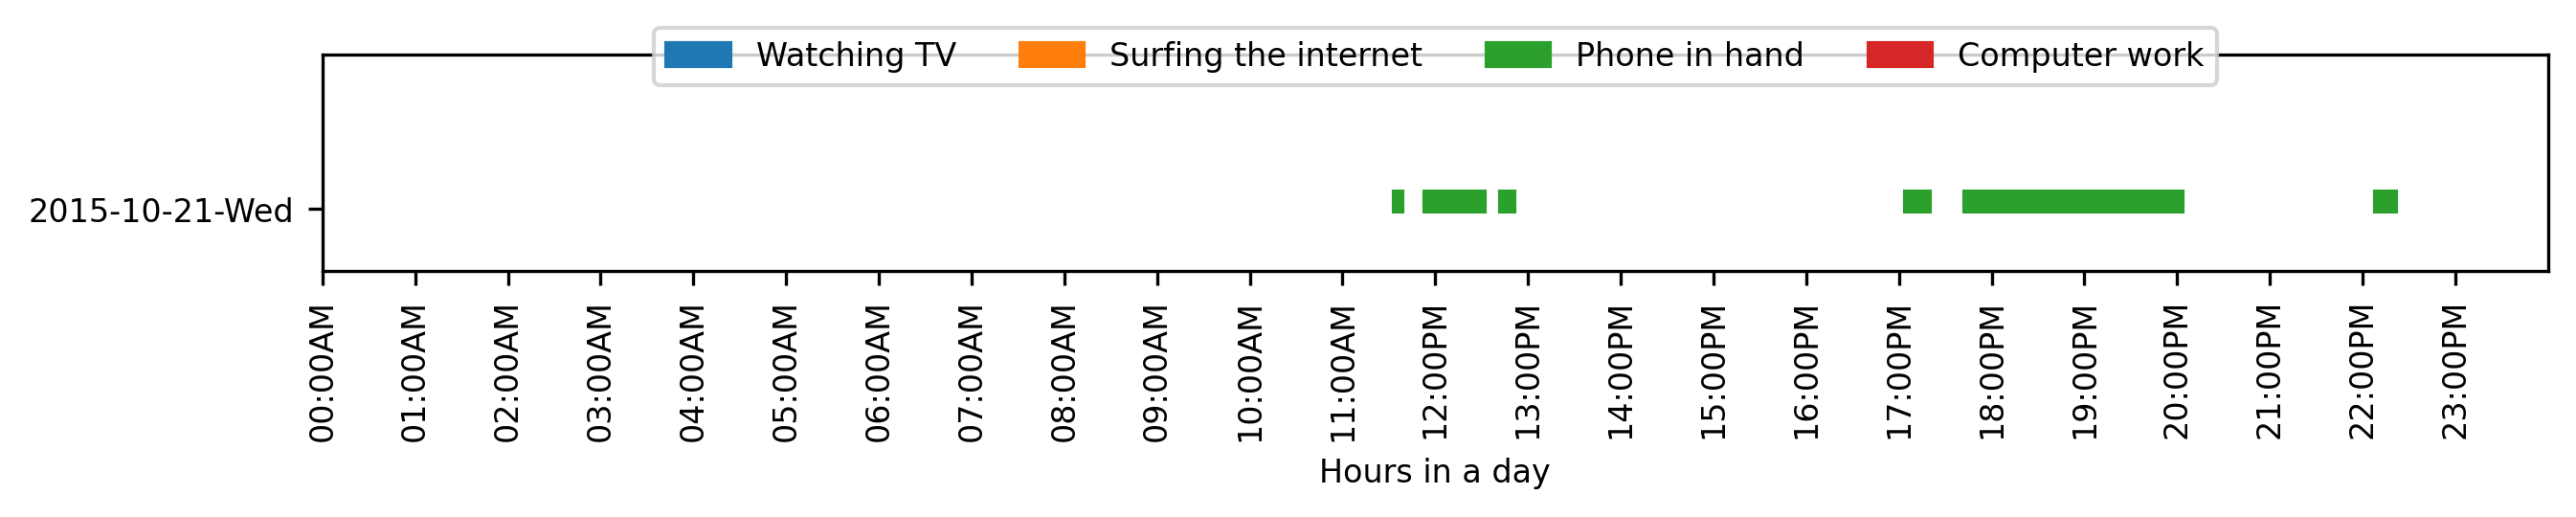 Watching TV Surfing the internet Phone in hand Computer work
2015-10-21-Wed
00:00AM 01:00AM 02:00AM 03:00AM 04:00AM 05:00AM 06:00AM 07:00AM 08:00AM 09:00AM 10:00AM 11:00AM 12:00PM 13:00PM 14:00PM 15:00PM 16:00PM 17:00PM 18:00PM 19:00PM 20:00PM 21:00PM 22:00PM 23:00PM
Hours in a day